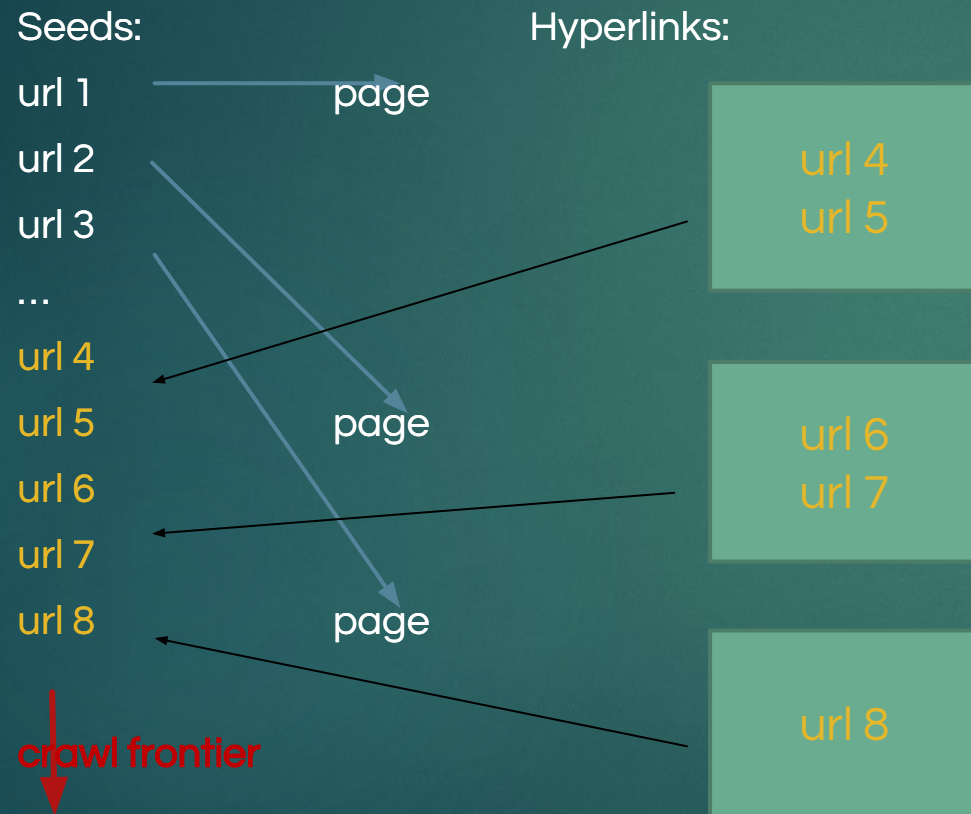 Seeds:
url 1
url 2
url 3
...
url 4
url 5
url 6
url 7
url 8
crawl frontier
page
page
page
Hyperlinks:
url 4
url 5
url 6
url 7
url 8